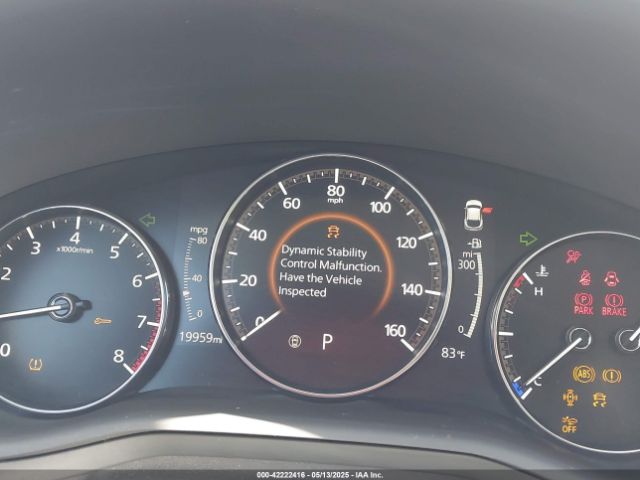 3 4 5 6 7 8 0
x1000r/min
mpg
80
40
0
19959mi
0 20 40 60 80 100 120 140 160
mph
Dynamic Stability
Control Malfunction.
Have the Vehicle
Inspected
P
mi
300
0
83°F
H
C
PARK
BRAKE
ABS
OFF
000-42222416 - 05/13/2025 - IAA Inc.